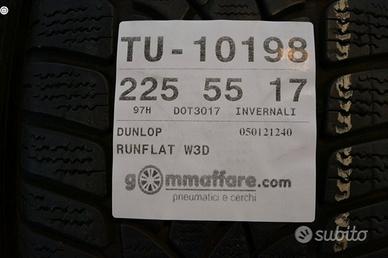 TU-10198
225 55 17
97H DOT3017 INVERNALI
DUNLOP 050121240
RUNFLAT W3D
gommaffare.com
pneumatici e cerchi
subito